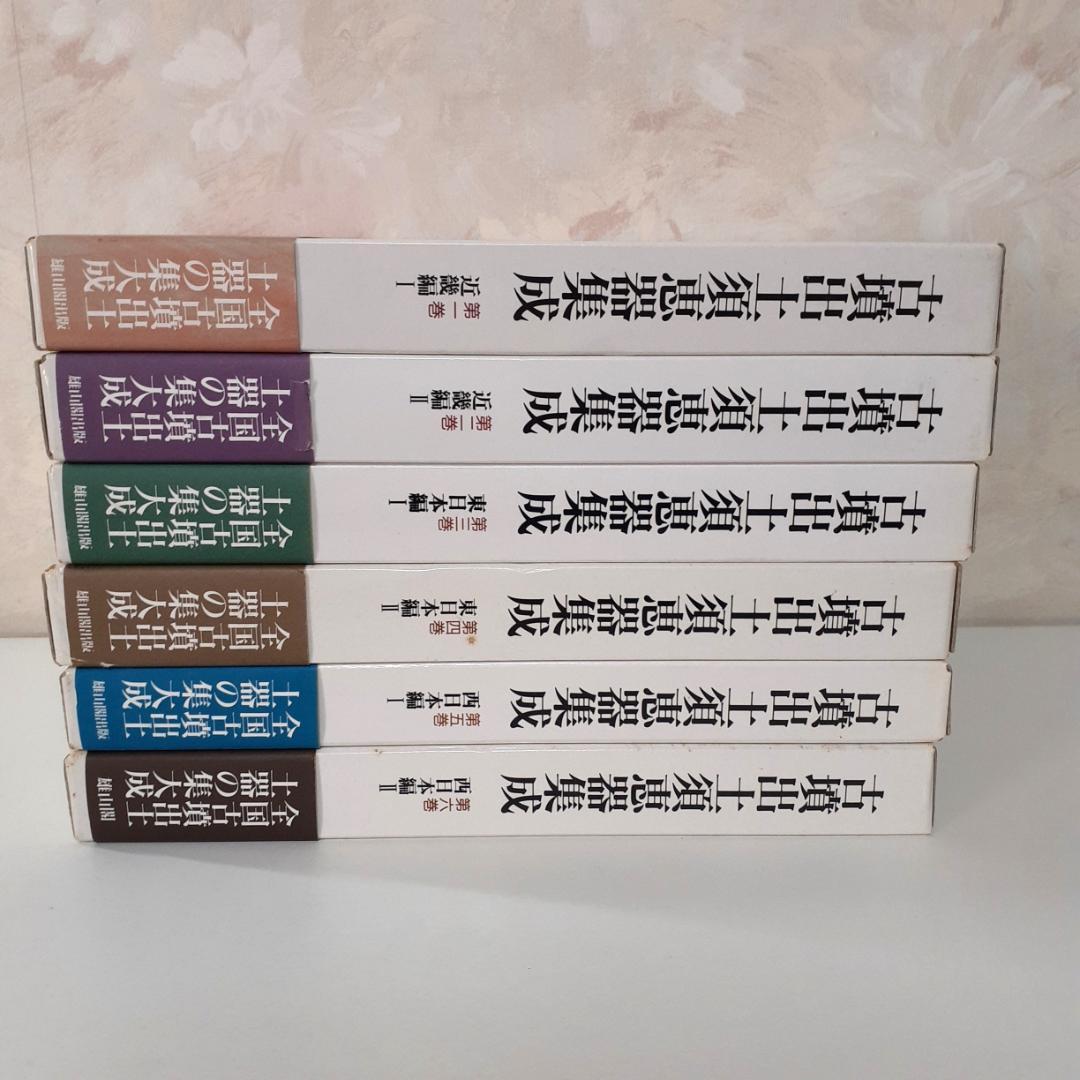 古墳出土須恵器集成
第一巻
近畿編Ⅰ
全国古墳出土
土器の集大成
雄山閣出版
古墳出土須恵器集成
第二巻
近畿編Ⅱ
全国古墳出土
土器の集大成
雄山閣出版
古墳出土須恵器集成
第三巻
東日本編Ⅰ
全国古墳出土
土器の集大成
雄山閣出版
古墳出土須恵器集成
第四巻
東日本編Ⅱ
全国古墳出土
土器の集大成
雄山閣出版
古墳出土須恵器集成
第五巻
西日本編Ⅰ
全国古墳出土
土器の集大成
雄山閣出版
古墳出土須恵器集成
第六巻
西日本編Ⅱ
全国古墳出土
土器の集大成
雄山閣